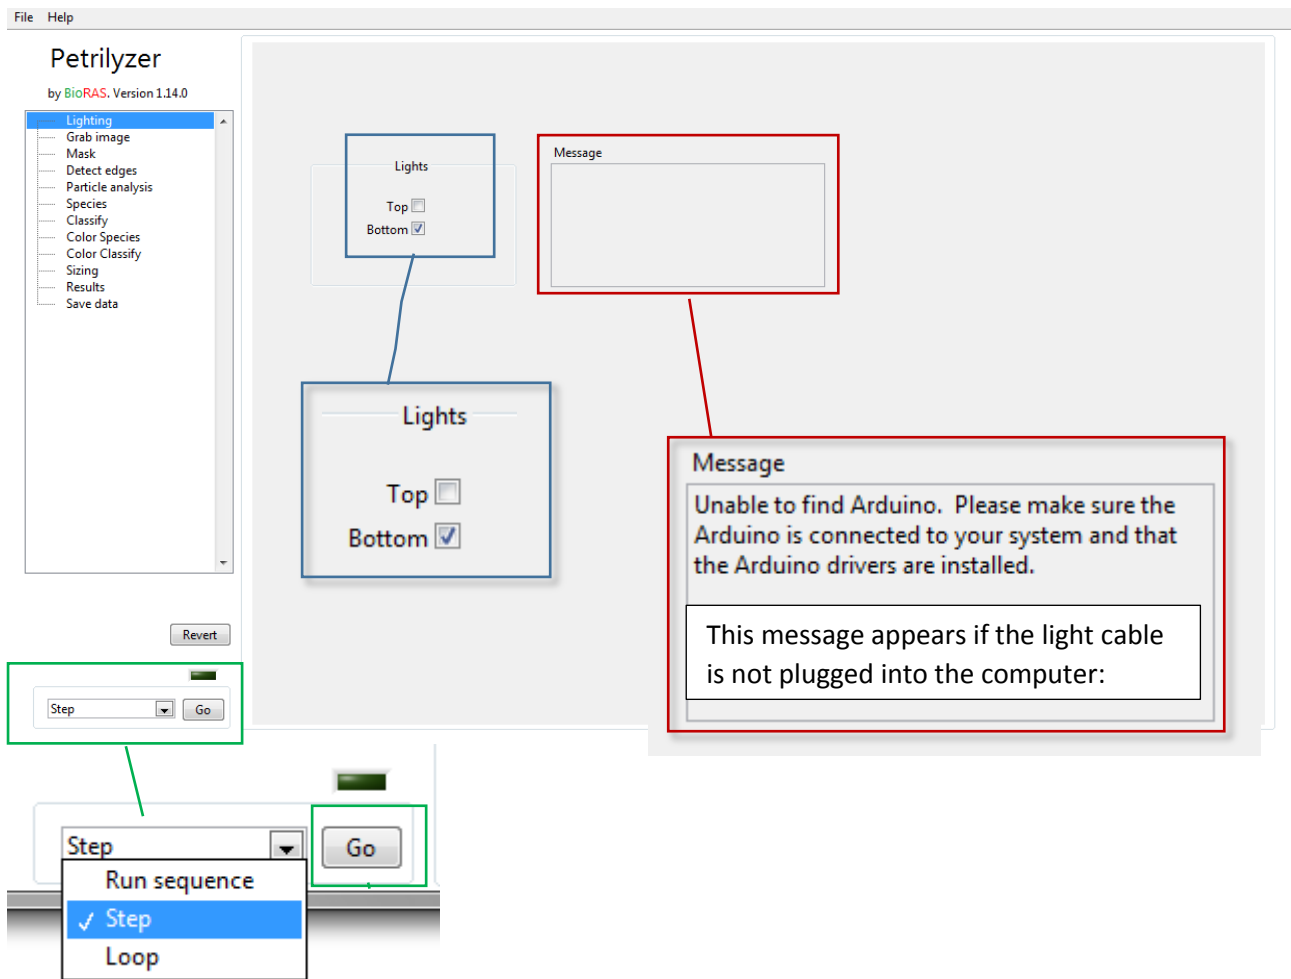 File Help
Petrilyzer
by BioRAS. Version 1.14.0
Lighting
Grab image
Mask
Detect edges
Particle analysis
Species
Classify
Color Species
Color Classify
Sizing
Results
Save data
Revert
Step
Go
Lights
Top
Bottom
Message
Lights
Top
Bottom
Message
Unable to find Arduino. Please make sure the
Arduino is connected to your system and that
the Arduino drivers are installed.
This message appears if the light cable
is not plugged into the computer:
Step
Go
Run sequence
Step
Loop